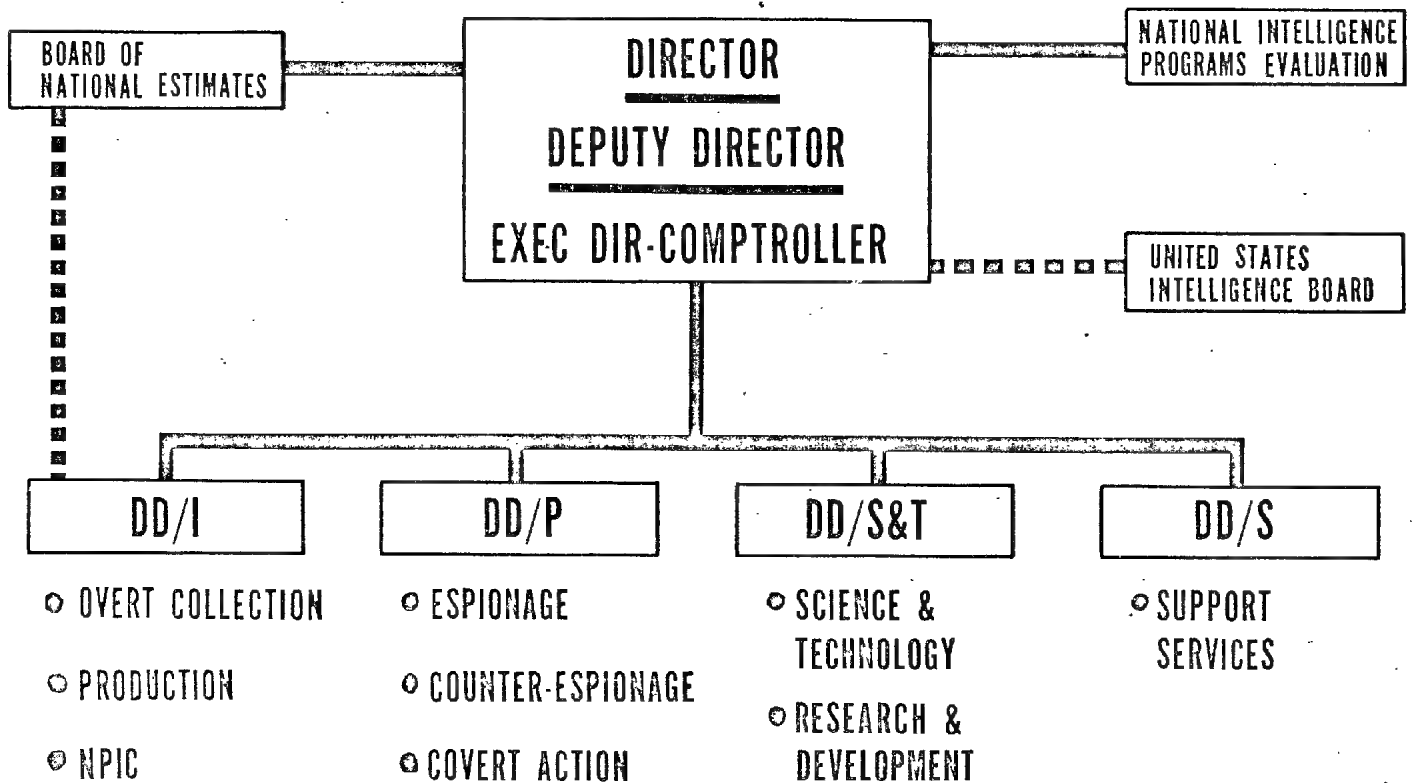 BOARD OF
NATIONAL ESTIMATES
DIRECTOR
DEPUTY DIRECTOR
EXEC DIR-COMPTROLLER
NATIONAL INTELLIGENCE
PROGRAMS EVALUATION
UNITED STATES
INTELLIGENCE BOARD
DD/I
OVERT COLLECTION
PRODUCTION
NPIC
DD/P
ESPIONAGE
COUNTER-ESPIONAGE
COVERT ACTION
DD/S&T
SCIENCE &
TECHNOLOGY
RESEARCH &
DEVELOPMENT
DD/S
SUPPORT
SERVICES